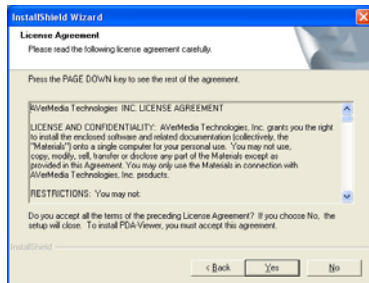 InstallShield Wizard
License Agreement
Please read the following license agreement carefully.
Press the PAGE DOWN key to see the rest of the agreement.
AVerMedia Technologies INC. LICENSE AGREEMENT
LICENSE AND CONFIDENTIALITY: AVerMedia Technologies, Inc. grants you the right
to install the enclosed software and related documentation (collectively, the
"Materials") onto a single computer for your personal use. You may not use,
copy, modify, sell, transfer or disclose any part of the Materials except as
provided in this Agreement. You may only use the Materials in connection with
AVerMedia Technologies, Inc. products.
RESTRICTIONS: You may not:
Do you accept all the terms of the preceding License Agreement? If you choose No, the
setup will close. To install PDA-Viewer, you must accept this agreement.
InstallShield
< Back Yes No